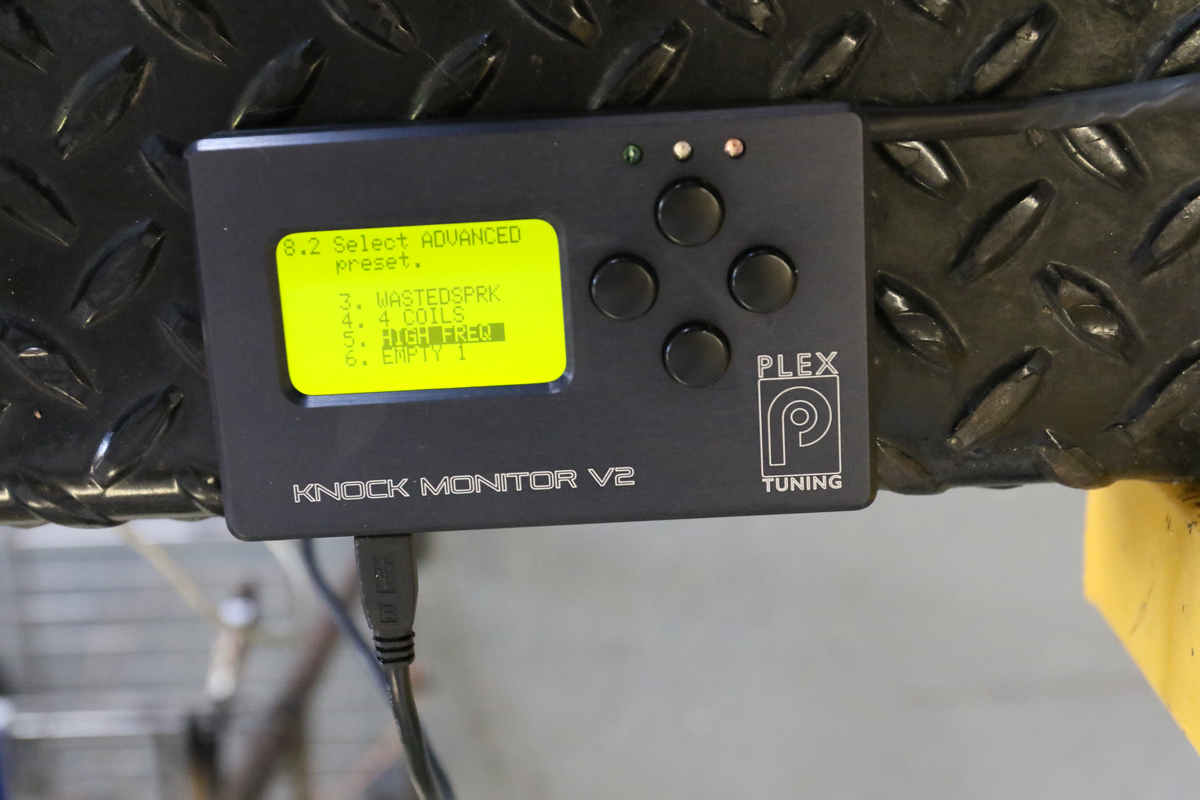 8.2 Select ADVANCED
preset.
3. WASTEDSPRK
4. 4 COILS
5. HIGH FREQ
6. EMPTY 1
PLEX
TUNING
KNOCK MONITOR V2